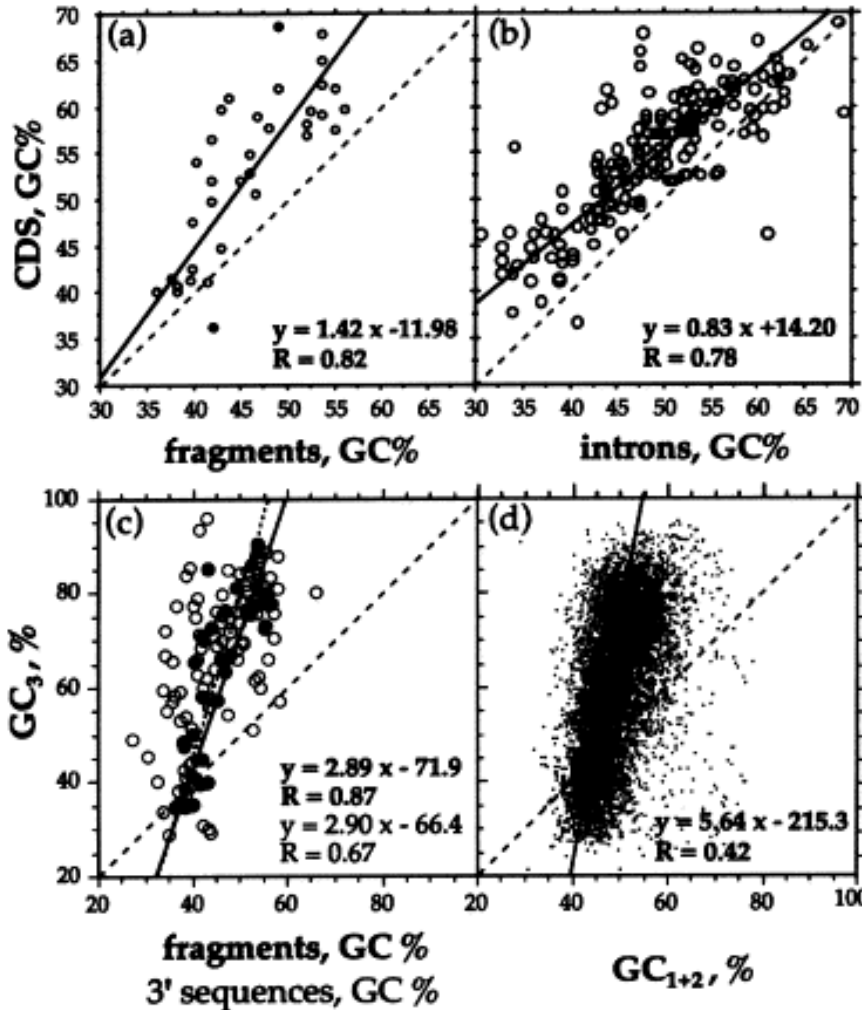 (a)
(b)
CDS, GC%
70
65
60
55
50
45
40
35
30
y = 1.42 x -11.98
R = 0.82
y = 0.83 x +14.20
R = 0.78
30 35 40 45 50 55 60 65 30 35 40 45 50 55 60 65 70
fragments, GC%
introns, GC%
(c)
(d)
GC3, %
100
80
60
40
20
y = 2.89 x - 71.9
R = 0.87
y = 2.90 x - 66.4
R = 0.67
y = 5,64 x - 215.3
R = 0.42
20 40 60 80 20 40 60 80 100
fragments, GC %
3' sequences, GC %
GC1+2, %